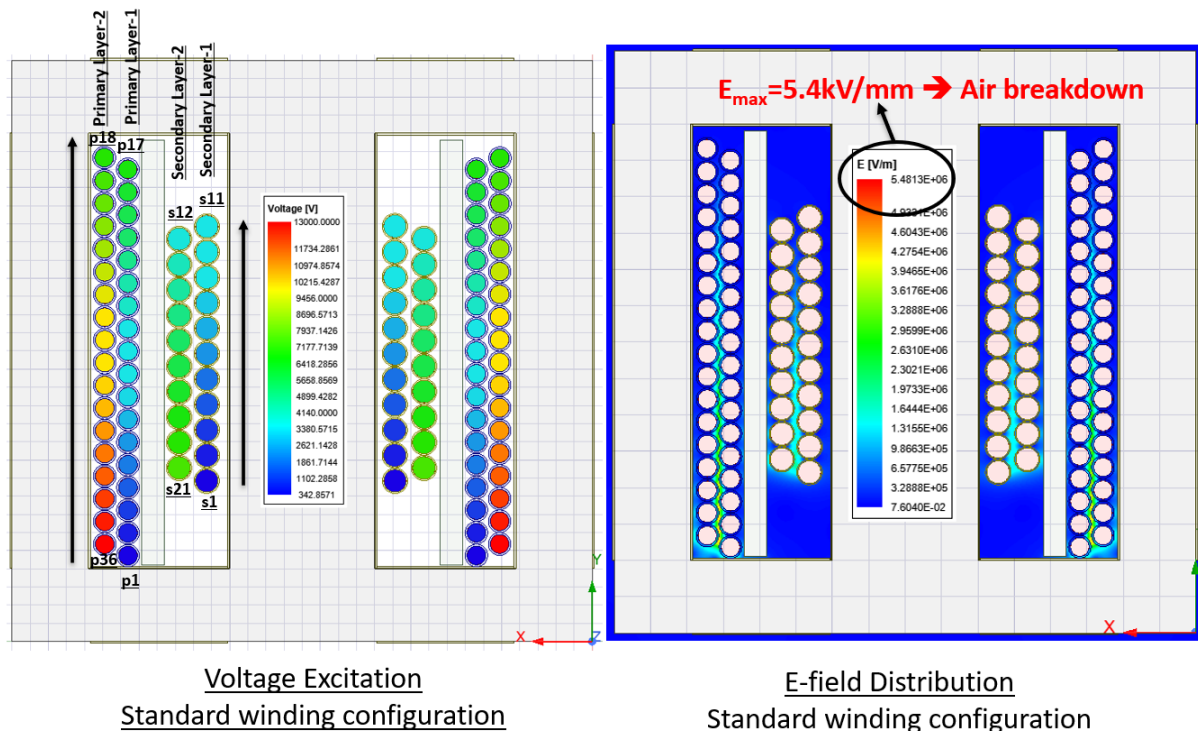 Primary Layer-2
Primary Layer-1
Secondary Layer-2
Secondary Layer-1
p18
p17
s12
s11
s21
s1
p36
p1
Voltage [V]
13000.0000
11734.2861
10974.8574
10215.4287
9456.0000
8696.5713
7937.1426
7177.7139
6418.2856
5658.8569
4899.4282
4140.0000
3380.5715
2621.1428
1861.7144
1102.2858
342.8571
Y
X
Z
Voltage Excitation
Standard winding configuration
Emax=5.4kV/mm ➔ Air breakdown
E [V/m]
5.4813E+06
4.6043E+06
4.2754E+06
3.9465E+06
3.6176E+06
3.2888E+06
2.9599E+06
2.6310E+06
2.3021E+06
1.9733E+06
1.6444E+06
1.3155E+06
9.8663E+05
6.5775E+05
3.2888E+05
7.6040E-02
X
E-field Distribution
Standard winding configuration